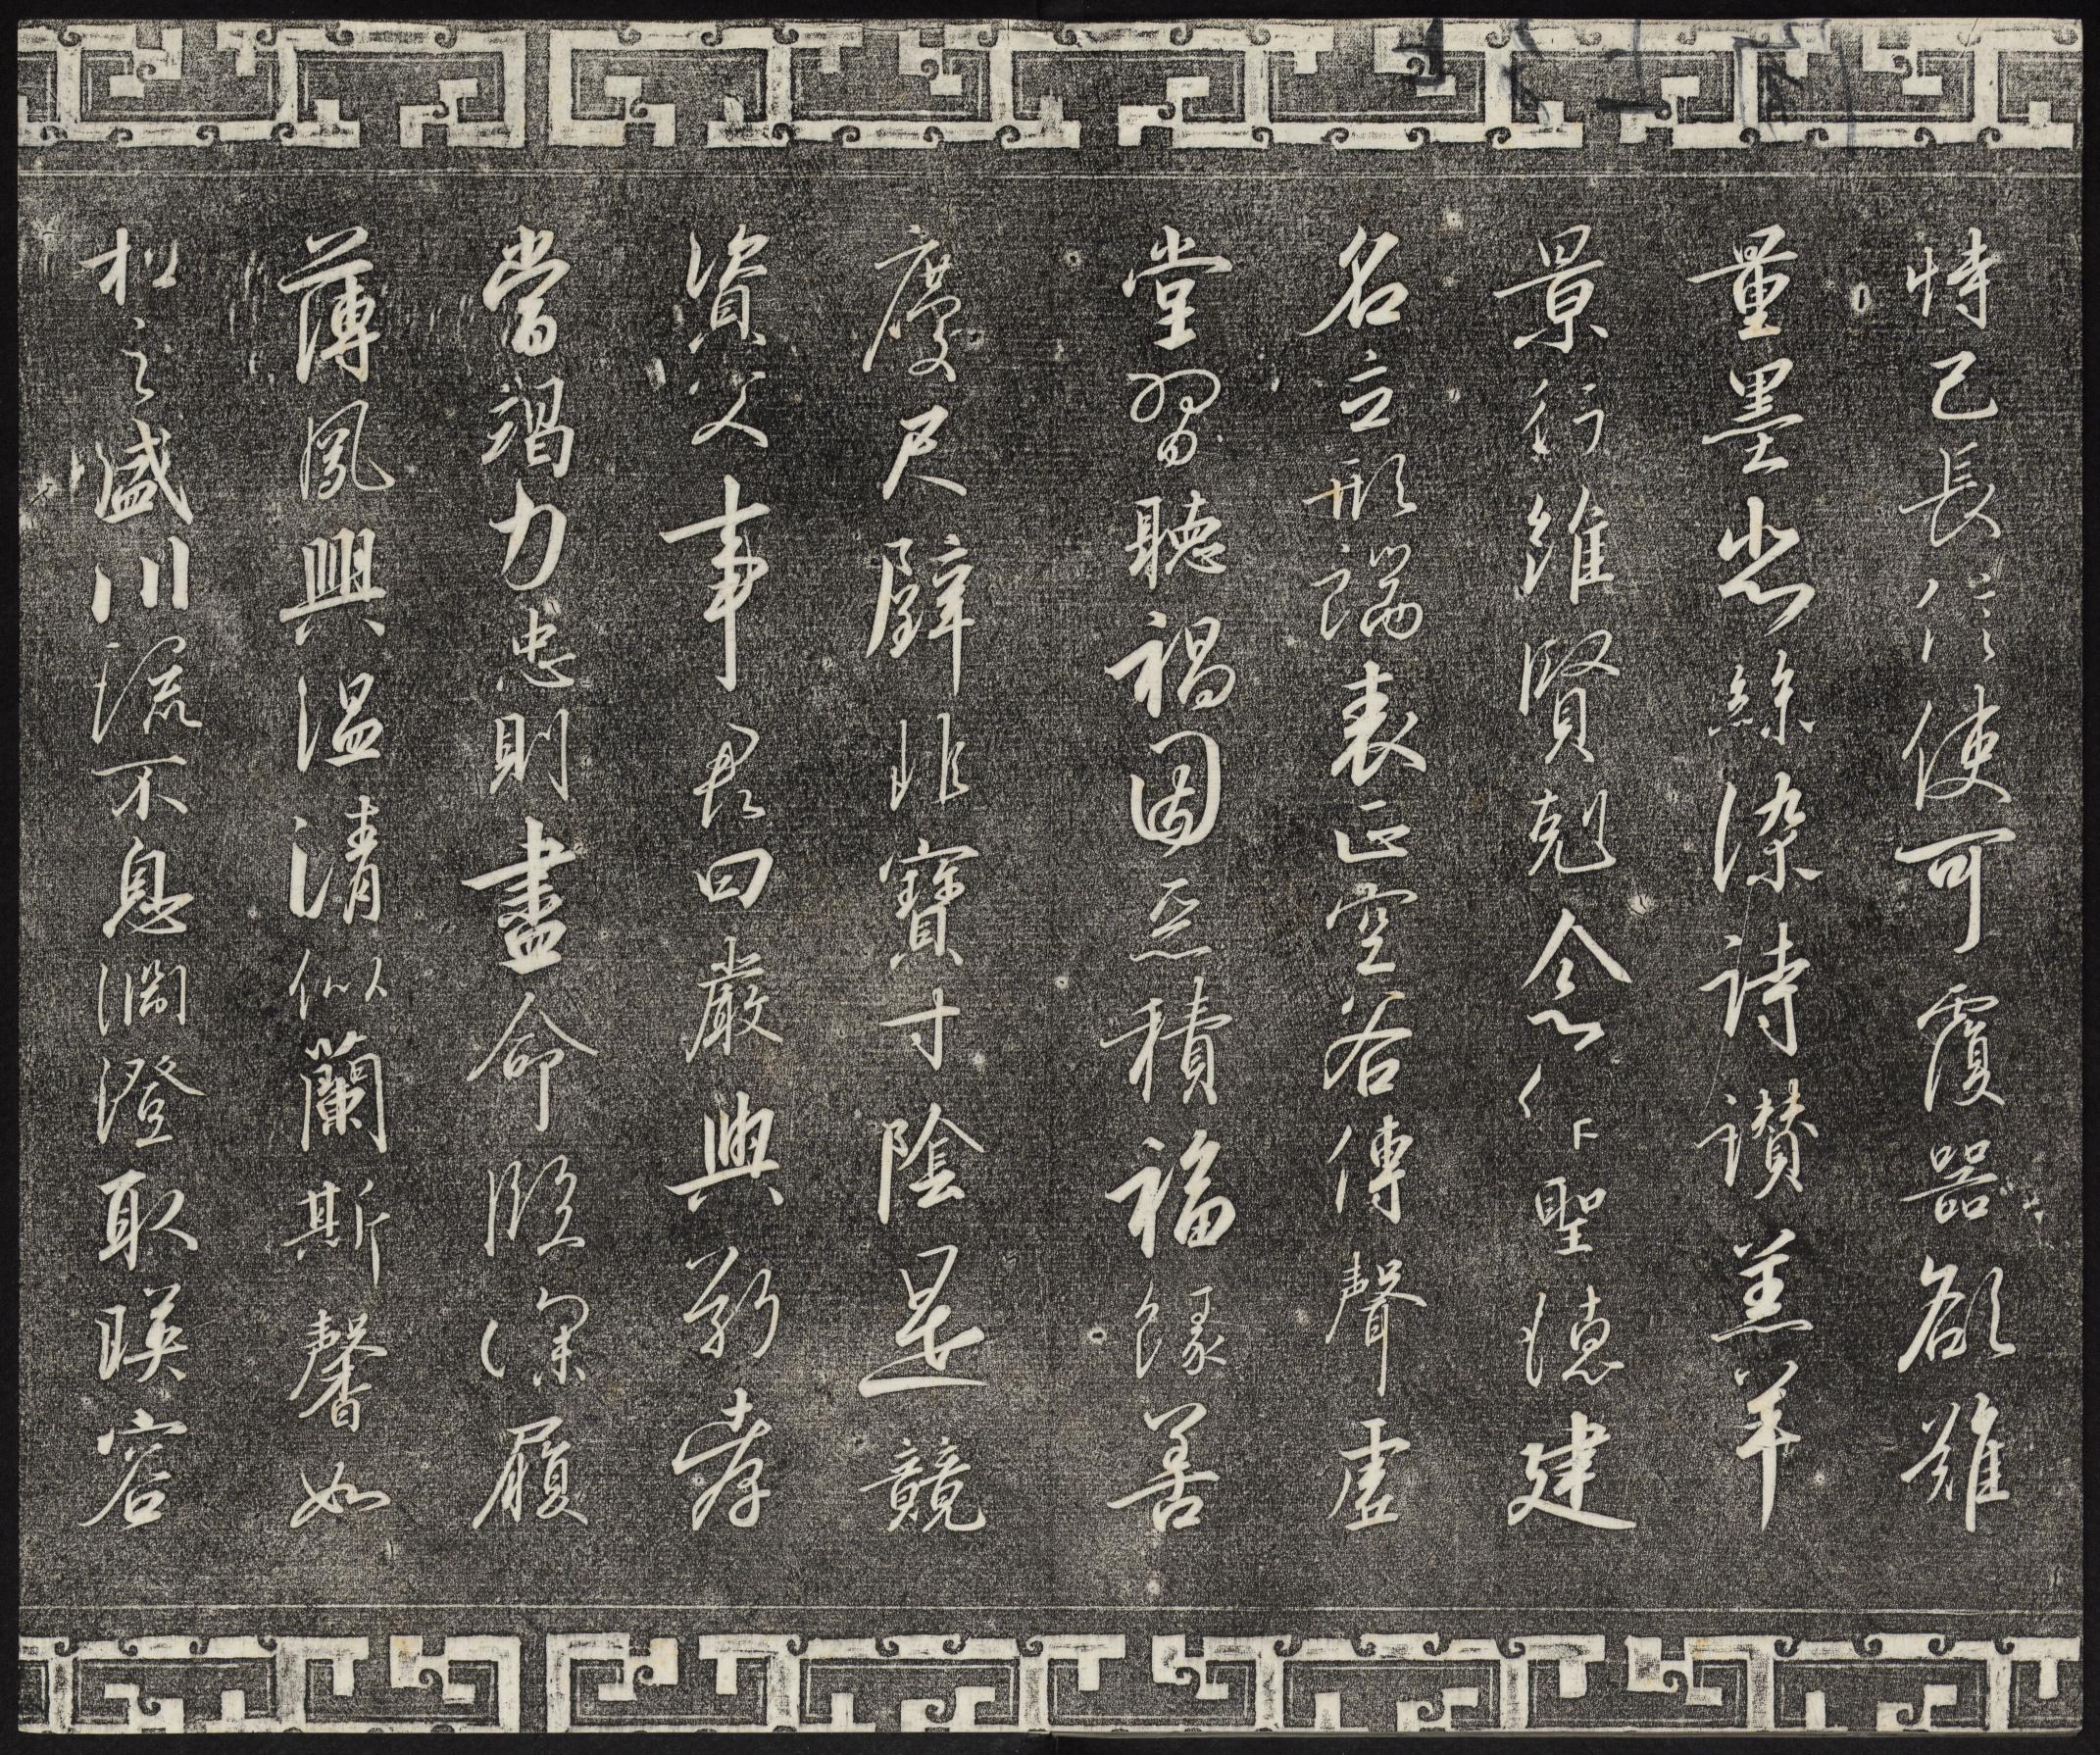 恃己長信使可覆器欲難
量墨悲絲染詩讃羔羊
景行維賢剋念作聖德建
名立形端表正空谷傳聲虛
堂習聽禍因惡積福緣善
慶尺璧非寶寸陰是競
資父事君曰嚴與敬孝
當竭力忠則盡命臨深履
薄夙興温清似蘭斯馨如
松之盛川流不息淵澄取暎容